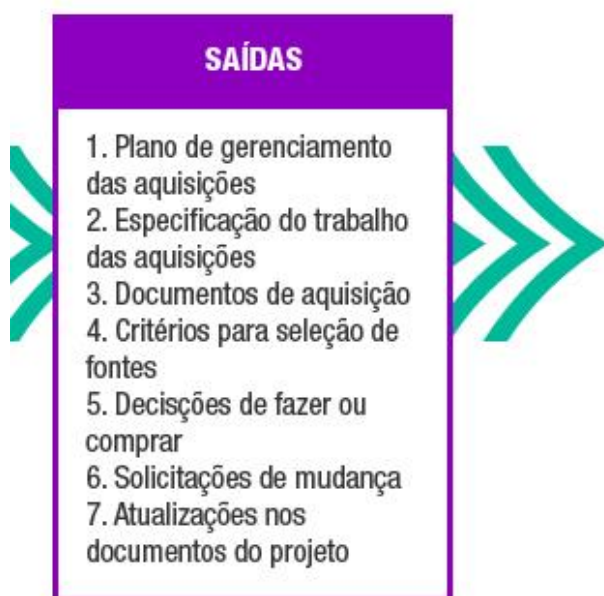 SAÍDAS
1. Plano de gerenciamento
das aquisições
2. Especificação do trabalho
das aquisições
3. Documentos de aquisição
4. Critérios para seleção de
fontes
5. Decisções de fazer ou
comprar
6. Solicitações de mudança
7. Atualizações nos
documentos do projeto